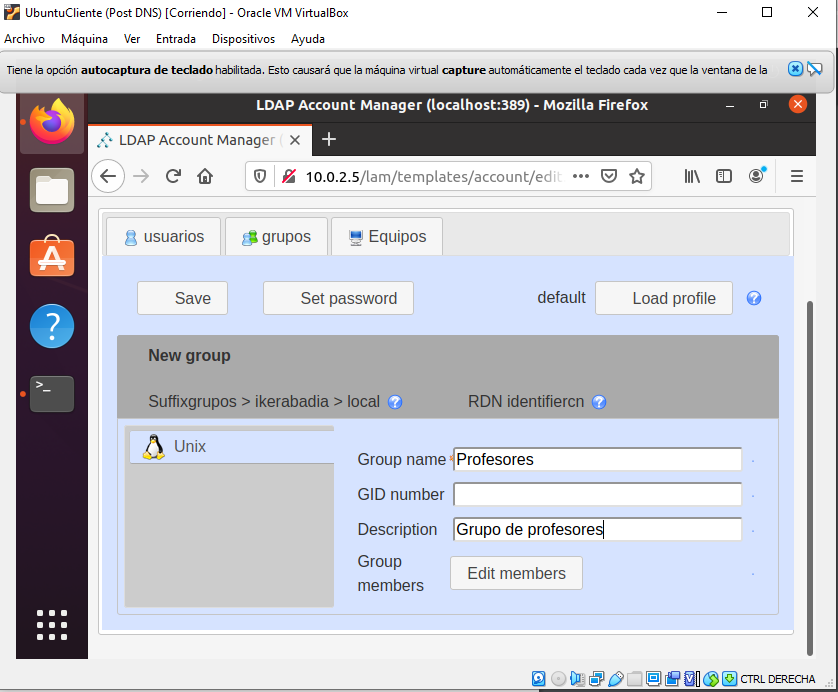 UbuntuCliente (Post DNS) [Corriendo] - Oracle VM VirtualBox
Archivo Máquina Ver Entrada Dispositivos Ayuda
Tiene la opción autocaptura de teclado habilitada. Esto causará que la máquina virtual capture automáticamente el teclado cada vez que la ventana de la
LDAP Account Manager (localhost:389) - Mozilla Firefox
LDAP Account Manager (
10.0.2.5/lam/templates/account/edit
usuarios grupos Equipos
Save Set password default Load profile
New group
Suffixgrupos > ikerabadia > local RDN identifiercn
Unix
Group name* Profesores
GID number
Description Grupo de profesores
Group
members
Edit members
CTRL DERECHA